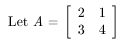 Let A = [ 2 1
3 4 ]